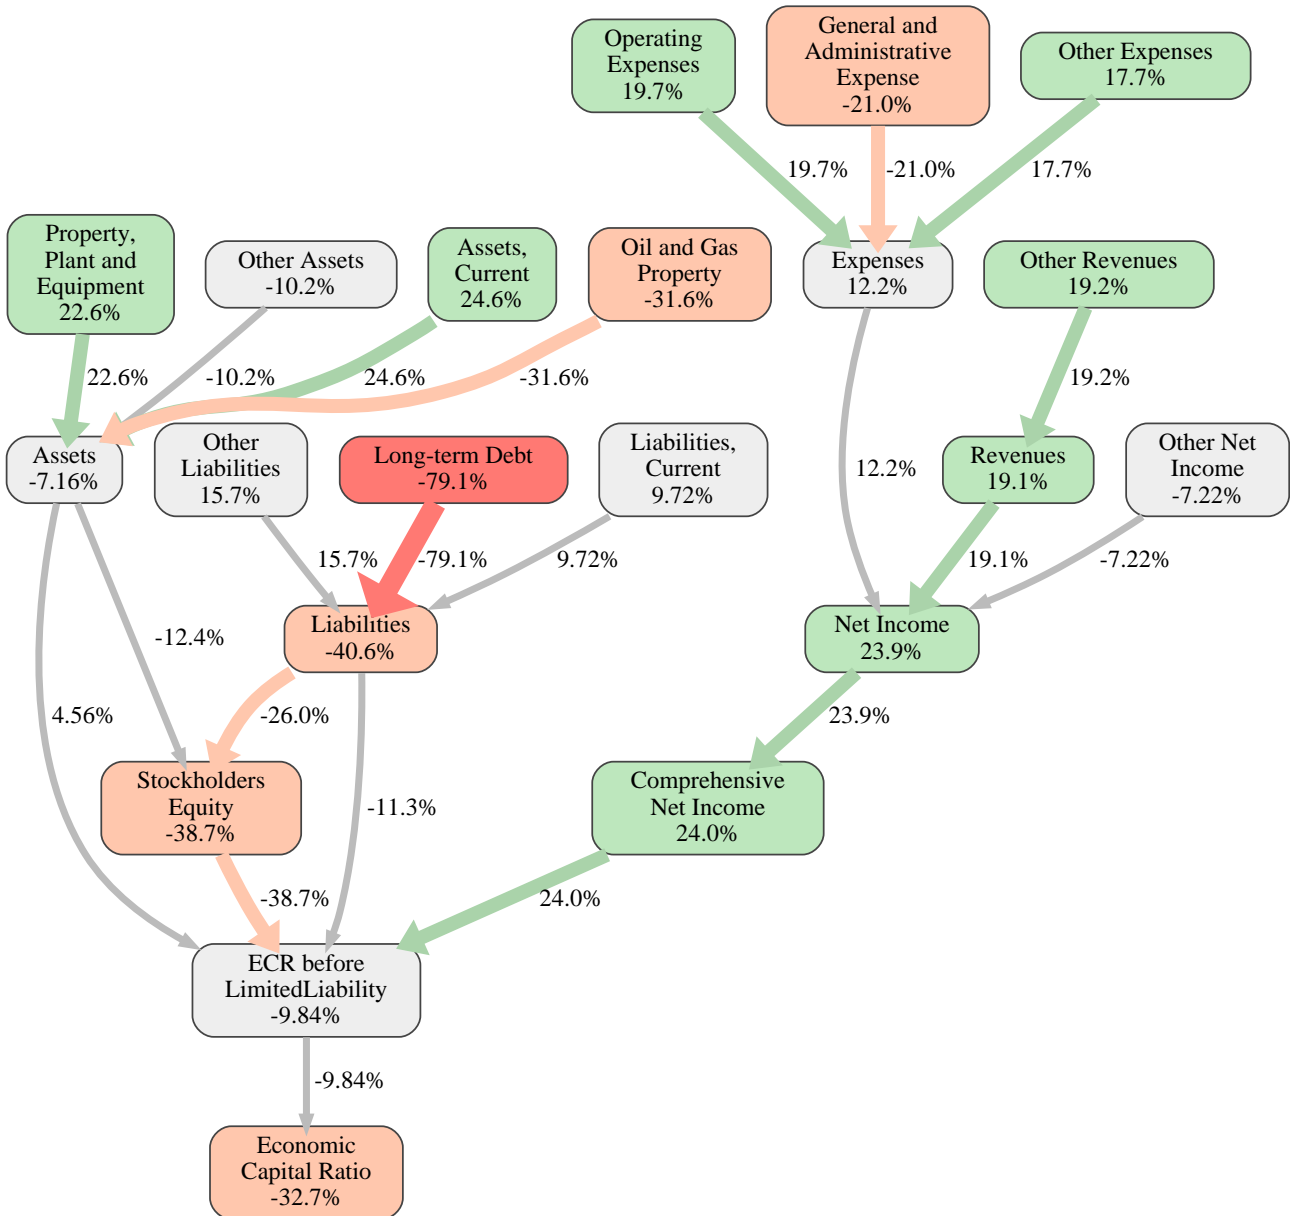 Operating
Expenses
19.7%
General and
Administrative
Expense
-21.0%
Other Expenses
17.7%
19.7%
-21.0%
17.7%
Property,
Plant and
Equipment
22.6%
Other Assets
-10.2%
Assets,
Current
24.6%
Oil and Gas
Property
-31.6%
Expenses
12.2%
Other Revenues
19.2%
22.6%
-10.2%
24.6%
-31.6%
19.2%
Assets
-7.16%
Other
Liabilities
15.7%
Long-term Debt
-79.1%
Liabilities,
Current
9.72%
12.2%
Revenues
19.1%
Other Net
Income
-7.22%
15.7%
-79.1%
9.72%
19.1%
-7.22%
-12.4%
Liabilities
-40.6%
Net Income
23.9%
4.56%
-26.0%
23.9%
Stockholders
Equity
-38.7%
-11.3%
Comprehensive
Net Income
24.0%
-38.7%
24.0%
ECR before
LimitedLiability
-9.84%
-9.84%
Economic
Capital Ratio
-32.7%